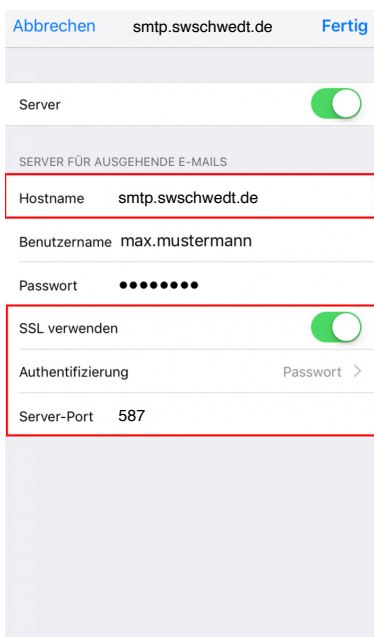 Abbrechen smtp.swschwedt.de Fertig
Server
SERVER FÜR AUSGEHENDE E-MAILS
Hostname smtp.swschwedt.de
Benutzername max.mustermann
Passwort ●●●●●●●●
SSL verwenden
Authentifizierung Passwort >
Server-Port 587